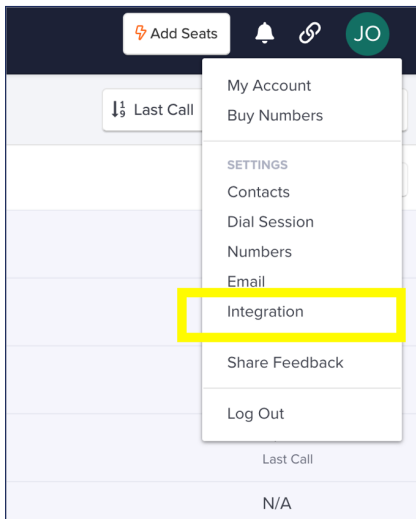 Add Seats
JO
Last Call
My Account
Buy Numbers
SETTINGS
Contacts
Dial Session
Numbers
Email
Integration
Share Feedback
Log Out
Last Call
N/A